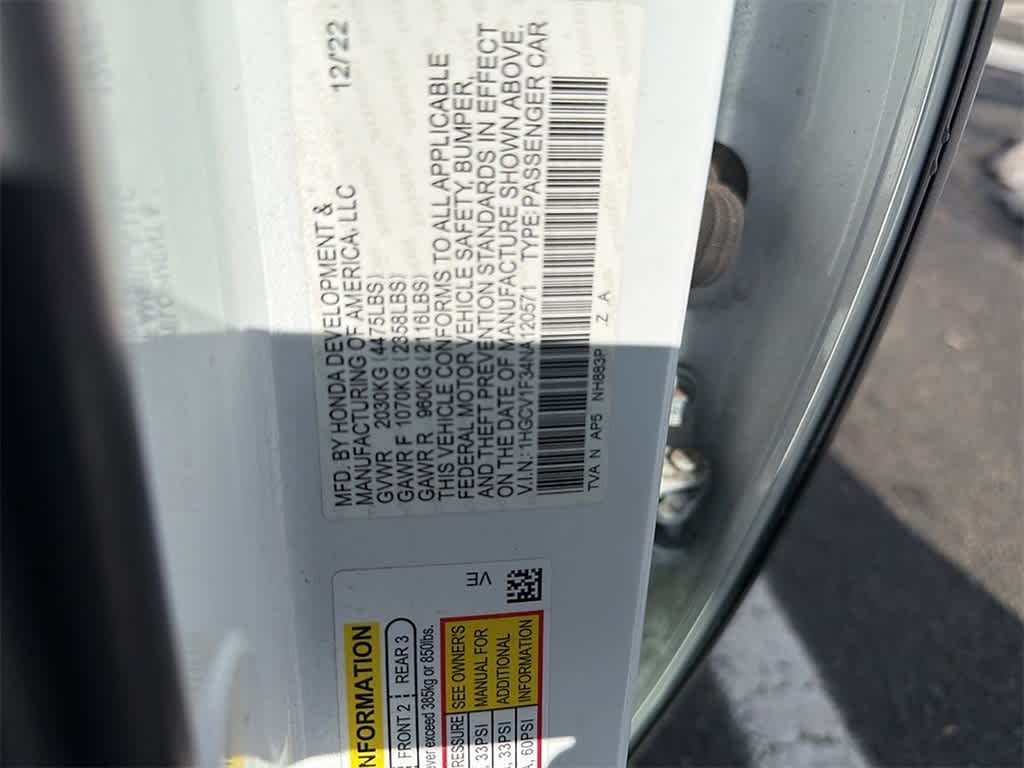 MFD. BY HONDA DEVELOPMENT &
MANUFACTURING OF AMERICA, LLC 12/'22
GVWR 2030KG (4475LBS)
GAWR F 1070KG (2358LBS)
GAWR R 960KG (2116LBS)
THIS VEHICLE CONFORMS TO ALL APPLICABLE
FEDERAL MOTOR VEHICLE SAFETY, BUMPER,
AND THEFT PREVENTION STANDARDS IN EFFECT
ON THE DATE OF MANUFACTURE SHOWN ABOVE.
V.I.N.:1HGCV1F34NA120571 TYPE:PASSENGER CAR
TVA N AP5 NH883P Z A
VE
NFORMATION
FRONT 2 REAR 3
ever exceed 385kg or 850lbs.
RESSURE SEE OWNER'S
, 33PSI MANUAL FOR
, 33PSI ADDITIONAL
A, 60PSI INFORMATION